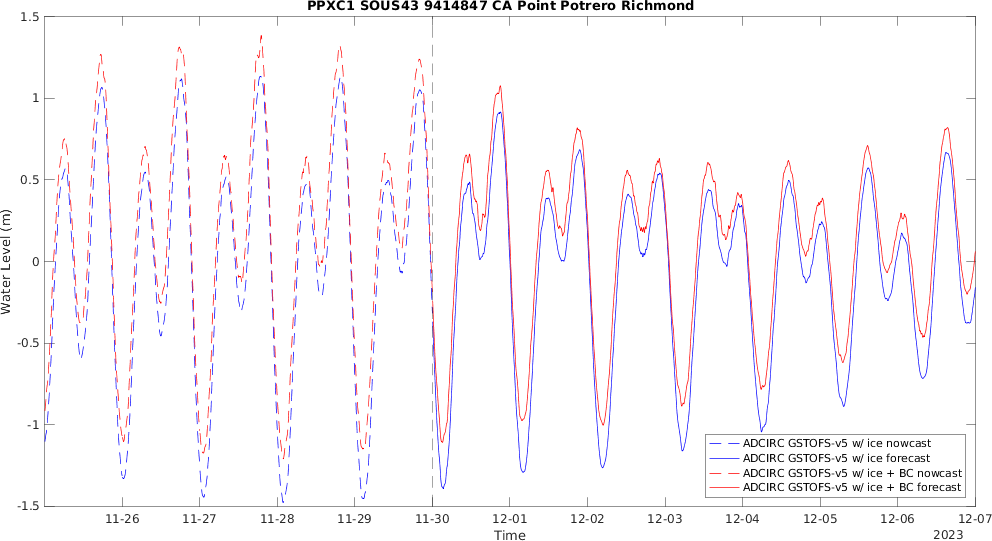 PPXC1 SOUS43 9414847 CA Point Potrero Richmond
1.5
1
0.5
0
-0.5
-1
-1.5
Water Level (m)
11-26 11-27 11-28 11-29 11-30 12-01 12-02 12-03 12-04 12-05 12-06 12-07
Time
2023
ADCIRC GSTOFS-v5 w/ ice nowcast
ADCIRC GSTOFS-v5 w/ ice forecast
ADCIRC GSTOFS-v5 w/ ice + BC nowcast
ADCIRC GSTOFS-v5 w/ ice + BC forecast